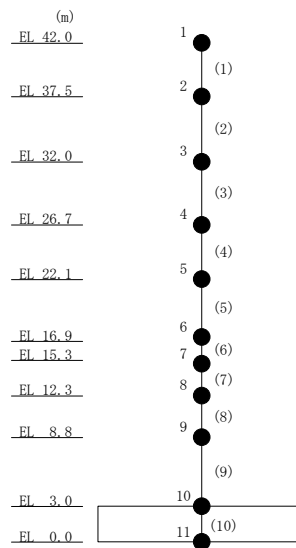 (m)
EL 42.0 1
(1)
EL 37.5 2
(2)
EL 32.0 3
(3)
EL 26.7 4
(4)
EL 22.1 5
(5)
EL 16.9 6
(6)
EL 15.3 7
(7)
EL 12.3 8
(8)
EL 8.8 9
(9)
EL 3.0 10
(10)
EL 0.0 11